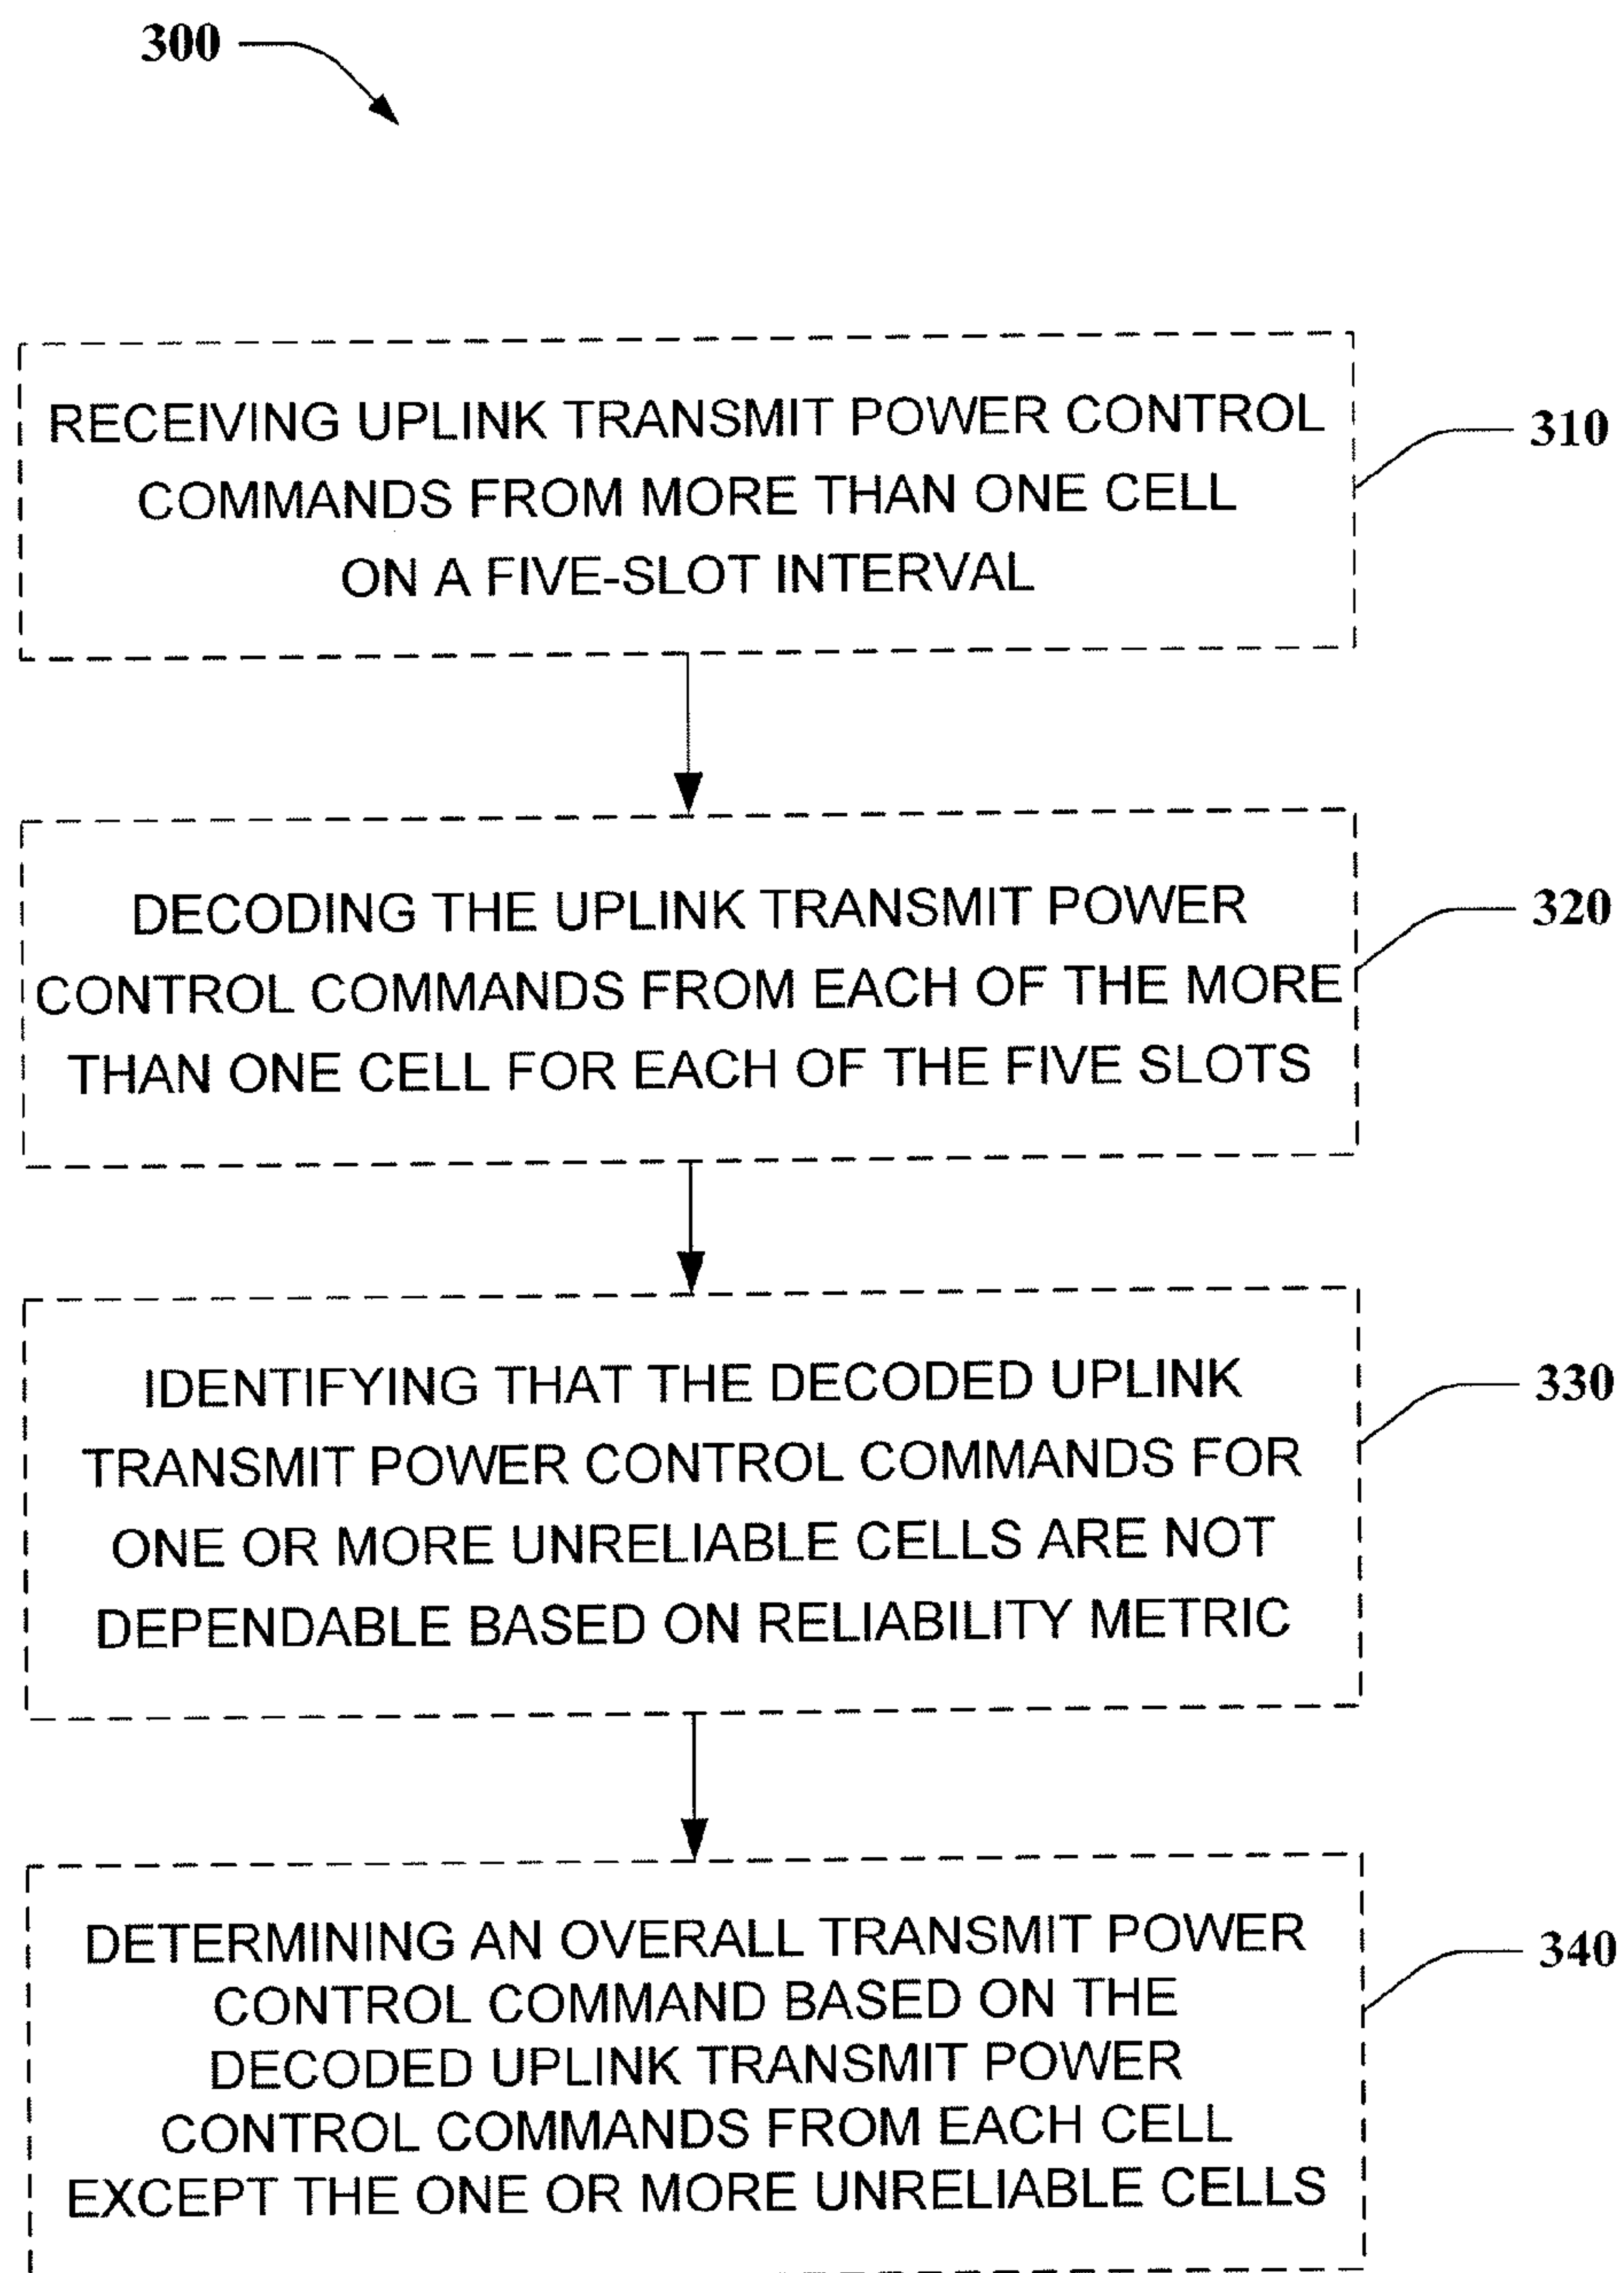 300
RECEIVING UPLINK TRANSMIT POWER CONTROL
COMMANDS FROM MORE THAN ONE CELL
ON A FIVE-SLOT INTERVAL
310
DECODING THE UPLINK TRANSMIT POWER
CONTROL COMMANDS FROM EACH OF THE MORE
THAN ONE CELL FOR EACH OF THE FIVE SLOTS
320
IDENTIFYING THAT THE DECODED UPLINK
TRANSMIT POWER CONTROL COMMANDS FOR
ONE OR MORE UNRELIABLE CELLS ARE NOT
DEPENDABLE BASED ON RELIABILITY METRIC
330
DETERMINING AN OVERALL TRANSMIT POWER
CONTROL COMMAND BASED ON THE
DECODED UPLINK TRANSMIT POWER
CONTROL COMMANDS FROM EACH CELL
EXCEPT THE ONE OR MORE UNRELIABLE CELLS
340